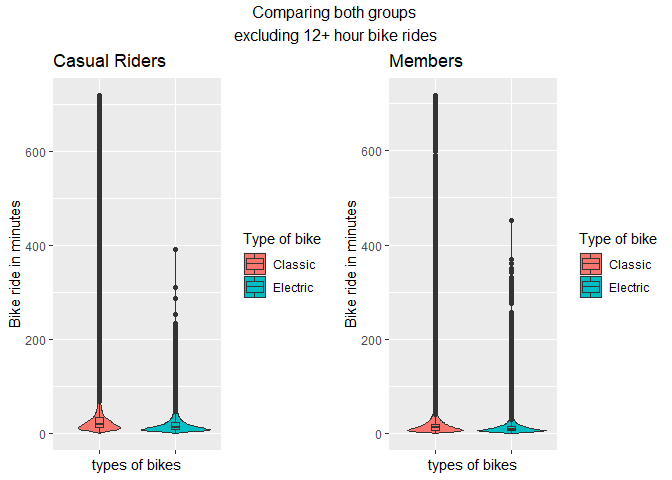 Comparing both groups
excluding 12+ hour bike rides
Casual Riders
Bike ride in minutes
600
400
200
0
types of bikes
Type of bike
Classic
Electric
Members
Bike ride in minutes
600
400
200
0
types of bikes
Type of bike
Classic
Electric